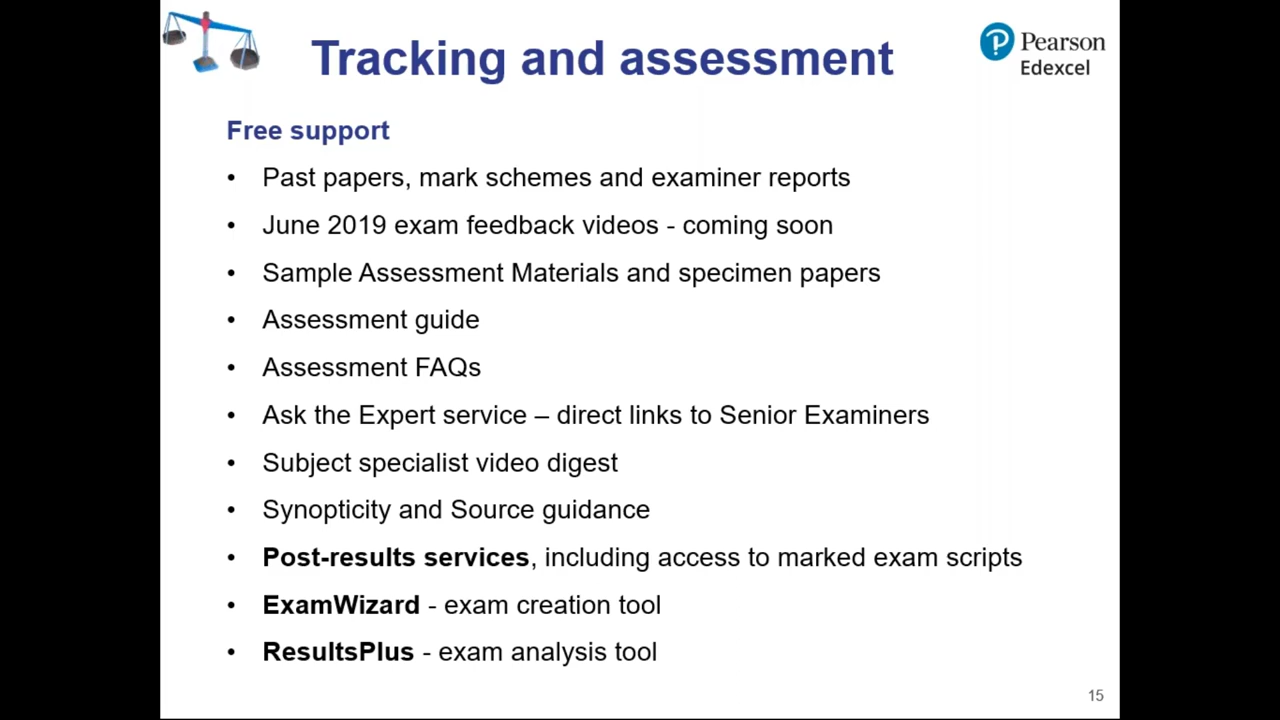 Tracking and assessment
Pearson
Edexcel
Free support
• Past papers, mark schemes and examiner reports
• June 2019 exam feedback videos - coming soon
• Sample Assessment Materials and specimen papers
• Assessment guide
• Assessment FAQs
• Ask the Expert service – direct links to Senior Examiners
• Subject specialist video digest
• Synopticity and Source guidance
• Post-results services, including access to marked exam scripts
• ExamWizard - exam creation tool
• ResultsPlus - exam analysis tool
15